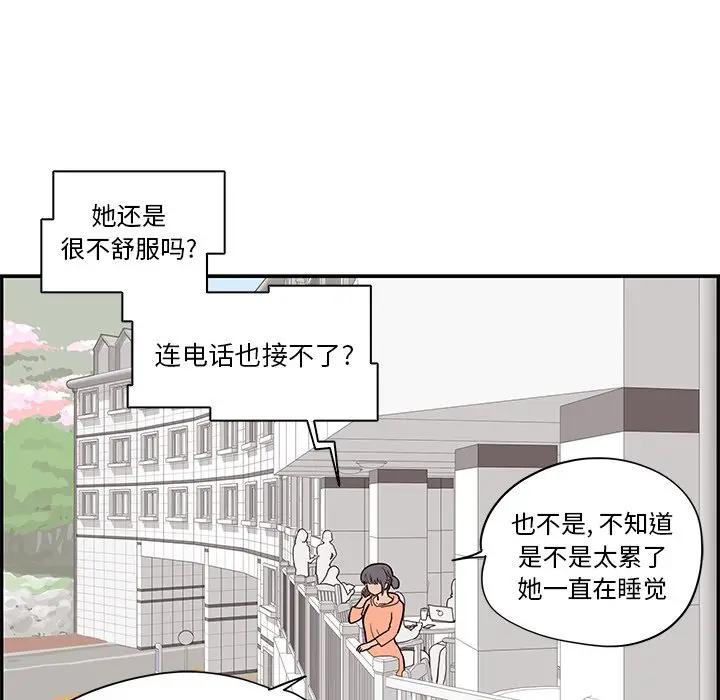 她还是
很不舒服吗?
连电话也接不了?
也不是, 不知道
是不是太累了
她一直在睡觉